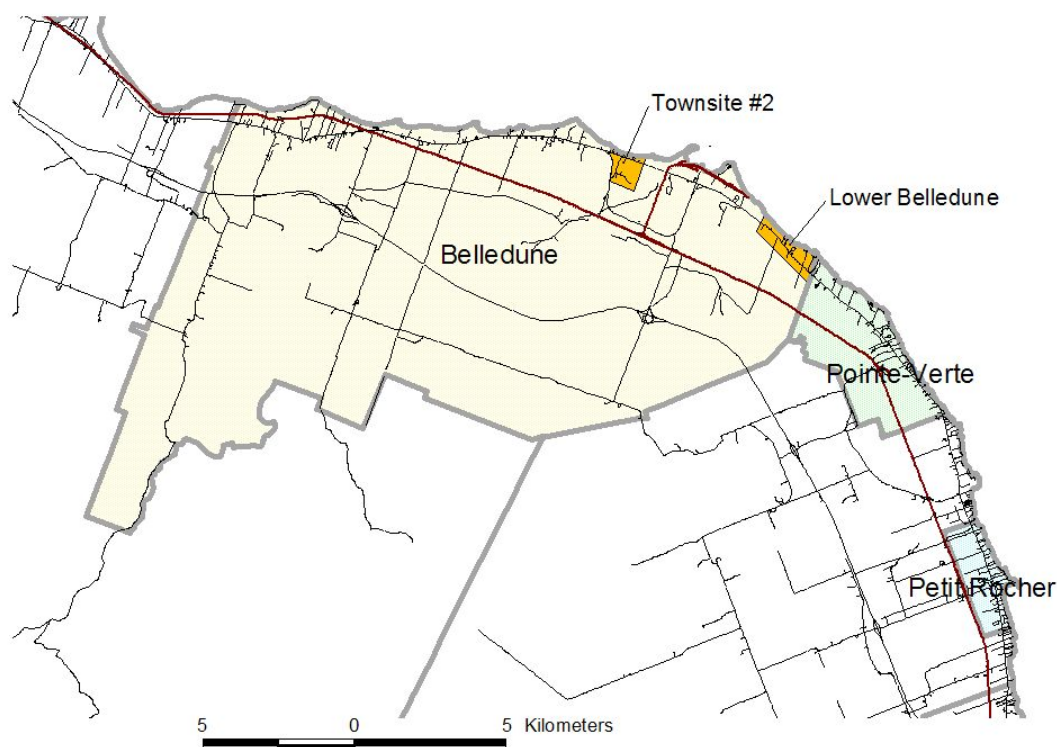 Townsite #2
Lower Belledune
Belledune
Pointe-Verte
Petit Rocher
5 0 5 Kilometers